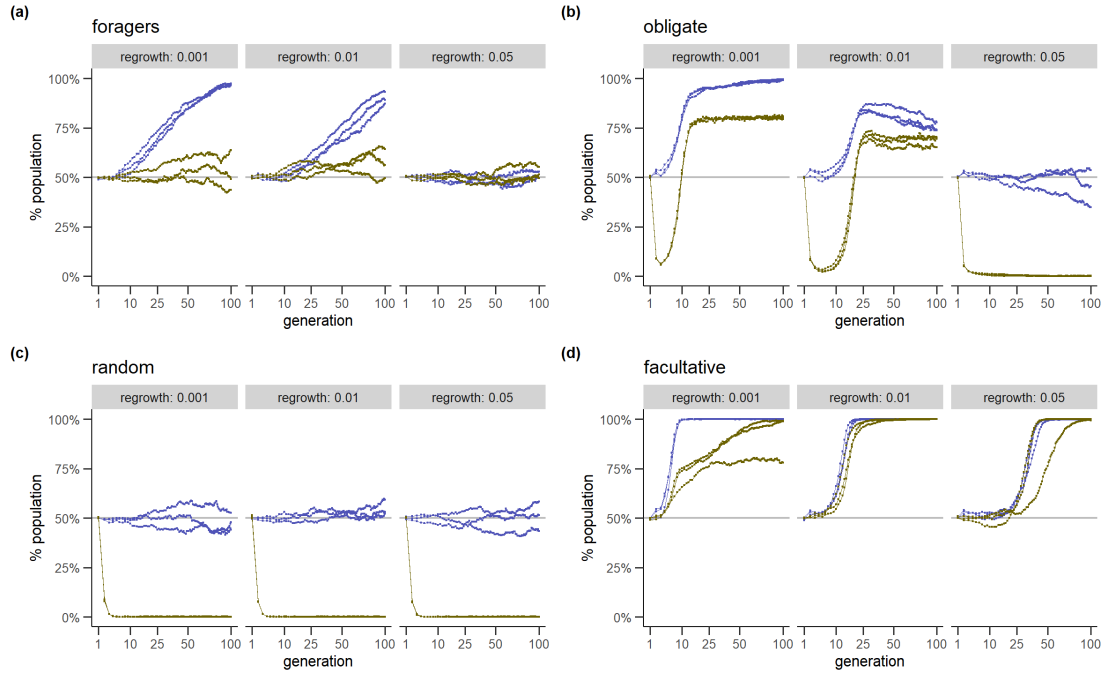 (a)
foragers
regrowth: 0.001 regrowth: 0.01 regrowth: 0.05
% population
100%
75%
50%
25%
0%
1 10 25 50 100 1 10 25 50 100 1 10 25 50 100
generation
(b)
obligate
regrowth: 0.001 regrowth: 0.01 regrowth: 0.05
% population
100%
75%
50%
25%
0%
1 10 25 50 100 1 10 25 50 100 1 10 25 50 100
generation
(c)
random
regrowth: 0.001 regrowth: 0.01 regrowth: 0.05
% population
100%
75%
50%
25%
0%
1 10 25 50 100 1 10 25 50 100 1 10 25 50 100
generation
(d)
facultative
regrowth: 0.001 regrowth: 0.01 regrowth: 0.05
% population
100%
75%
50%
25%
0%
1 10 25 50 100 1 10 25 50 100 1 10 25 50 100
generation